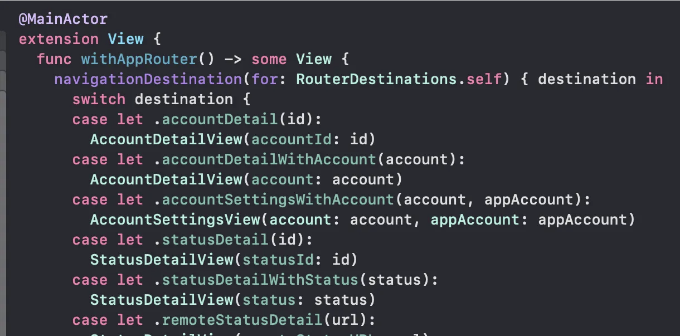 @MainActor
extension View {
func withAppRouter() -> some View {
navigationDestination(for: RouterDestinations.self) { destination in
switch destination {
case let .accountDetail(id):
AccountDetailView(accountId: id)
case let .accountDetailWithAccount(account):
AccountDetailView(account: account)
case let .accountSettingsWithAccount(account, appAccount):
AccountSettingsView(account: account, appAccount: appAccount)
case let .statusDetail(id):
StatusDetailView(statusId: id)
case let .statusDetailWithStatus(status):
StatusDetailView(status: status)
case let .remoteStatusDetail(url):